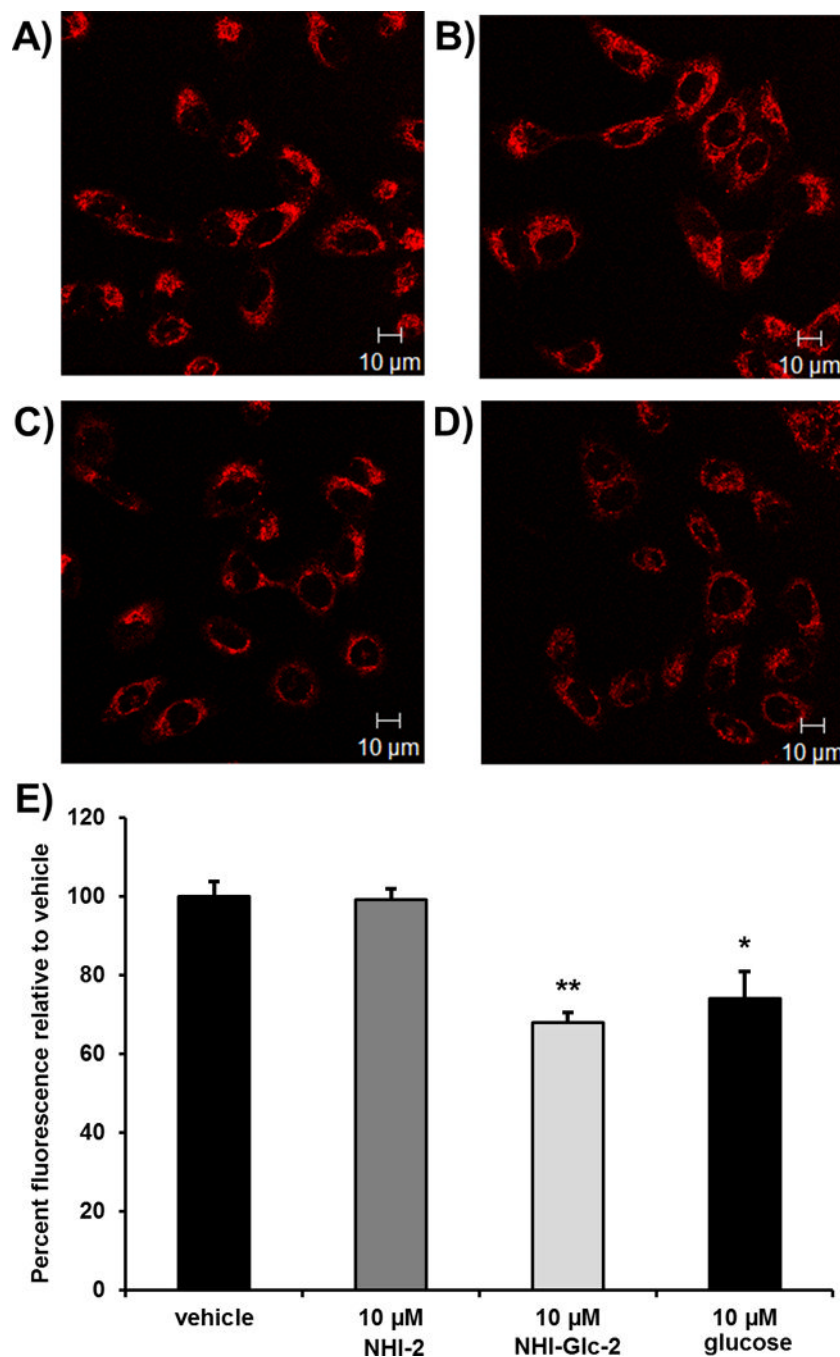 A)
B)
10 µm
10 µm
C)
D)
10 µm
10 µm
E)
Percent fluorescence relative to vehicle
120
100
80
60
40
20
0
**
*
vehicle
10 µM
NHI-2
10 µM
NHI-Glc-2
10 µM
glucose